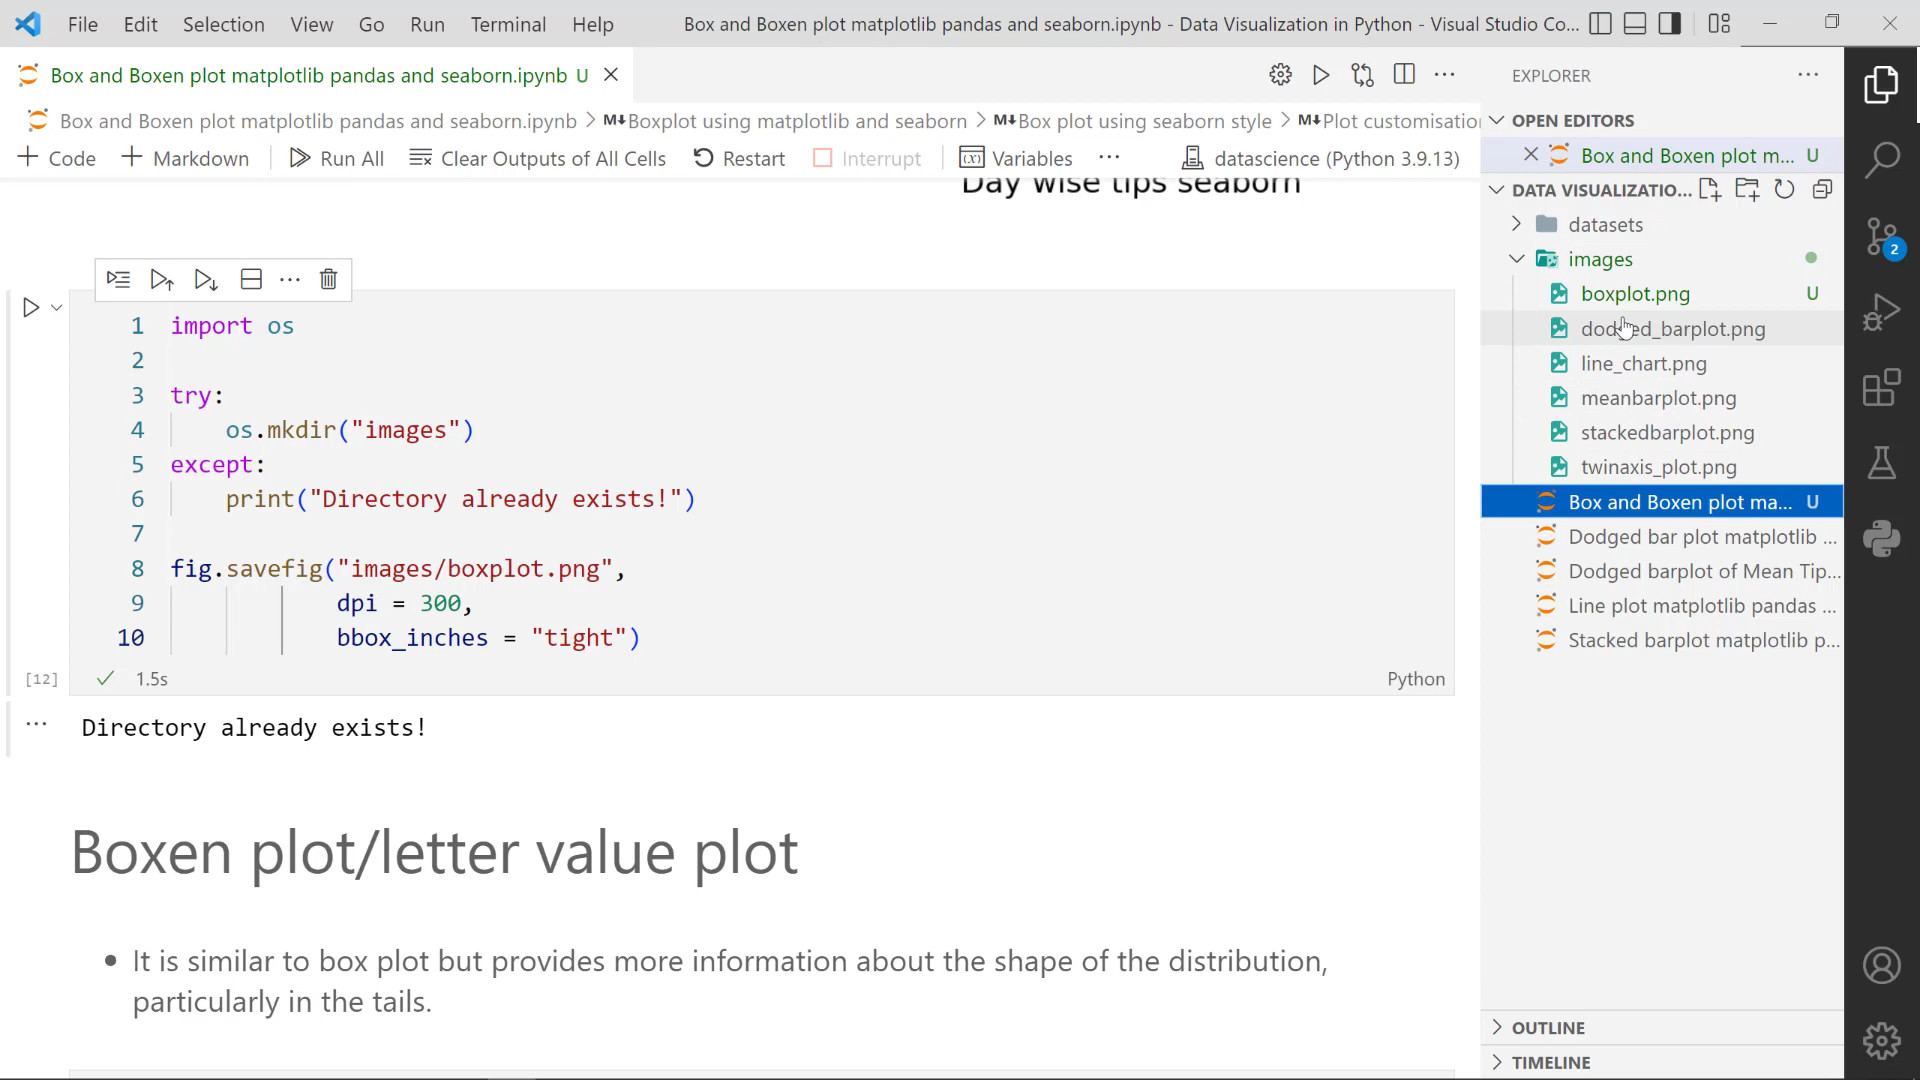 File Edit Selection View Go Run Terminal Help Box and Boxen plot matplotlib pandas and seaborn.ipynb - Data Visualization in Python - Visual Studio Co...
Box and Boxen plot matplotlib pandas and seaborn.ipynb U
Box and Boxen plot matplotlib pandas and seaborn.ipynb > M↓Boxplot using matplotlib and seaborn > M↓Box plot using seaborn style > M↓Plot customisatio
Code Markdown Run All Clear Outputs of All Cells Restart Interrupt Variables ... datascience (Python 3.9.13)
Day wise tips seaborn
1 import os
2
3 try:
4 os.mkdir("images")
5 except:
6 print("Directory already exists!")
7
8 fig.savefig("images/boxplot.png",
9 dpi = 300,
10 bbox_inches = "tight")
[12] 1.5s Python
Directory already exists!
Boxen plot/letter value plot
• It is similar to box plot but provides more information about the shape of the distribution,
particularly in the tails.
EXPLORER
OPEN EDITORS
Box and Boxen plot m... U
DATA VISUALIZATIO...
datasets
images
boxplot.png U
dodged_barplot.png
line_chart.png
meanbarplot.png
stackedbarplot.png
twinaxis_plot.png
Box and Boxen plot ma... U
Dodged bar plot matplotlib ...
Dodged barplot of Mean Tip...
Line plot matplotlib pandas ...
Stacked barplot matplotlib p...
OUTLINE
TIMELINE
2